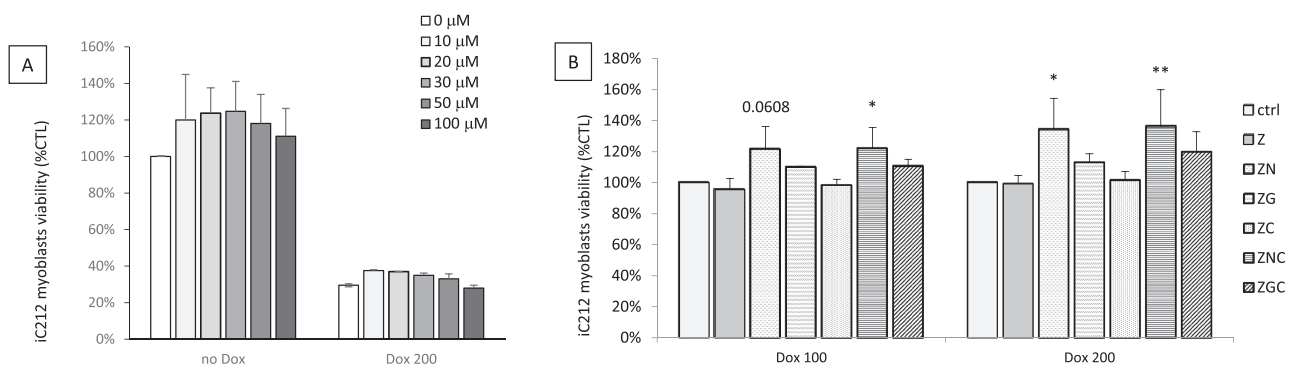 A
iC212 myoblasts viability (%CTL)
160%
140%
120%
100%
80%
60%
40%
20%
0%
no Dox
Dox 200
0 μM
10 μM
20 μM
30 μM
50 μM
100 μM
B
iC212 myoblasts viability (%CTL)
180%
160%
140%
120%
100%
80%
60%
40%
20%
0%
0.0608
*
*
**
Dox 100
Dox 200
ctrl
Z
ZN
ZG
ZC
ZNC
ZGC